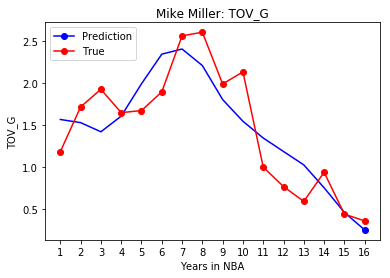 Mike Miller: TOV_G
Prediction
True
TOV_G
2.5
2.0
1.5
1.0
0.5
1 2 3 4 5 6 7 8 9 10 11 12 13 14 15 16
Years in NBA